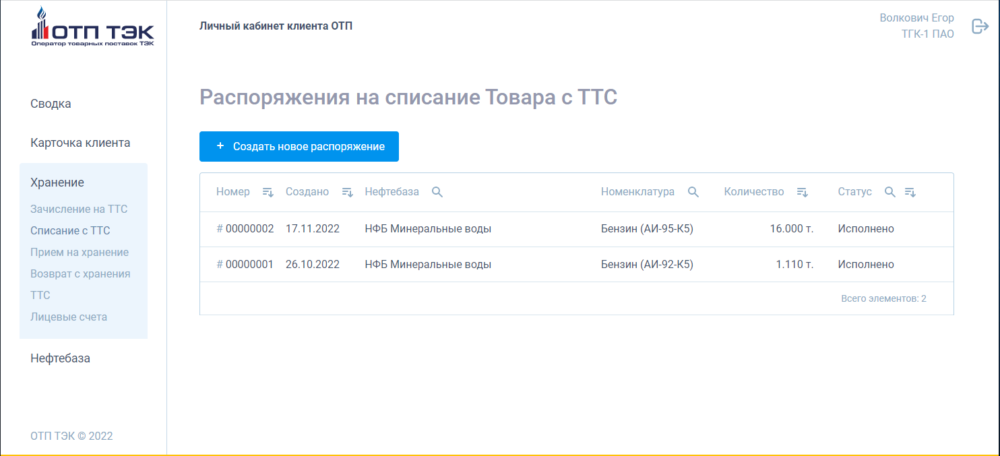 ОТП ТЭК
Оператор товарных поставок ТЭК
Личный кабинет клиента ОТП
Волкович Егор
ТГК-1 ПАО
Сводка
Карточка клиента
Хранение
Зачисление на ТТС
Списание с ТТС
Прием на хранение
Возврат с хранения
ТТС
Лицевые счета
Нефтебаза
ОТП ТЭК © 2022
Распоряжения на списание Товара с ТТС
+ Создать новое распоряжение
Номер Создано Нефтебаза Номенклатура Количество Статус
# 00000002 17.11.2022 НФБ Минеральные воды Бензин (АИ-95-К5) 16.000 т. Исполнено
# 00000001 26.10.2022 НФБ Минеральные воды Бензин (АИ-92-К5) 1.110 т. Исполнено
Всего элементов: 2